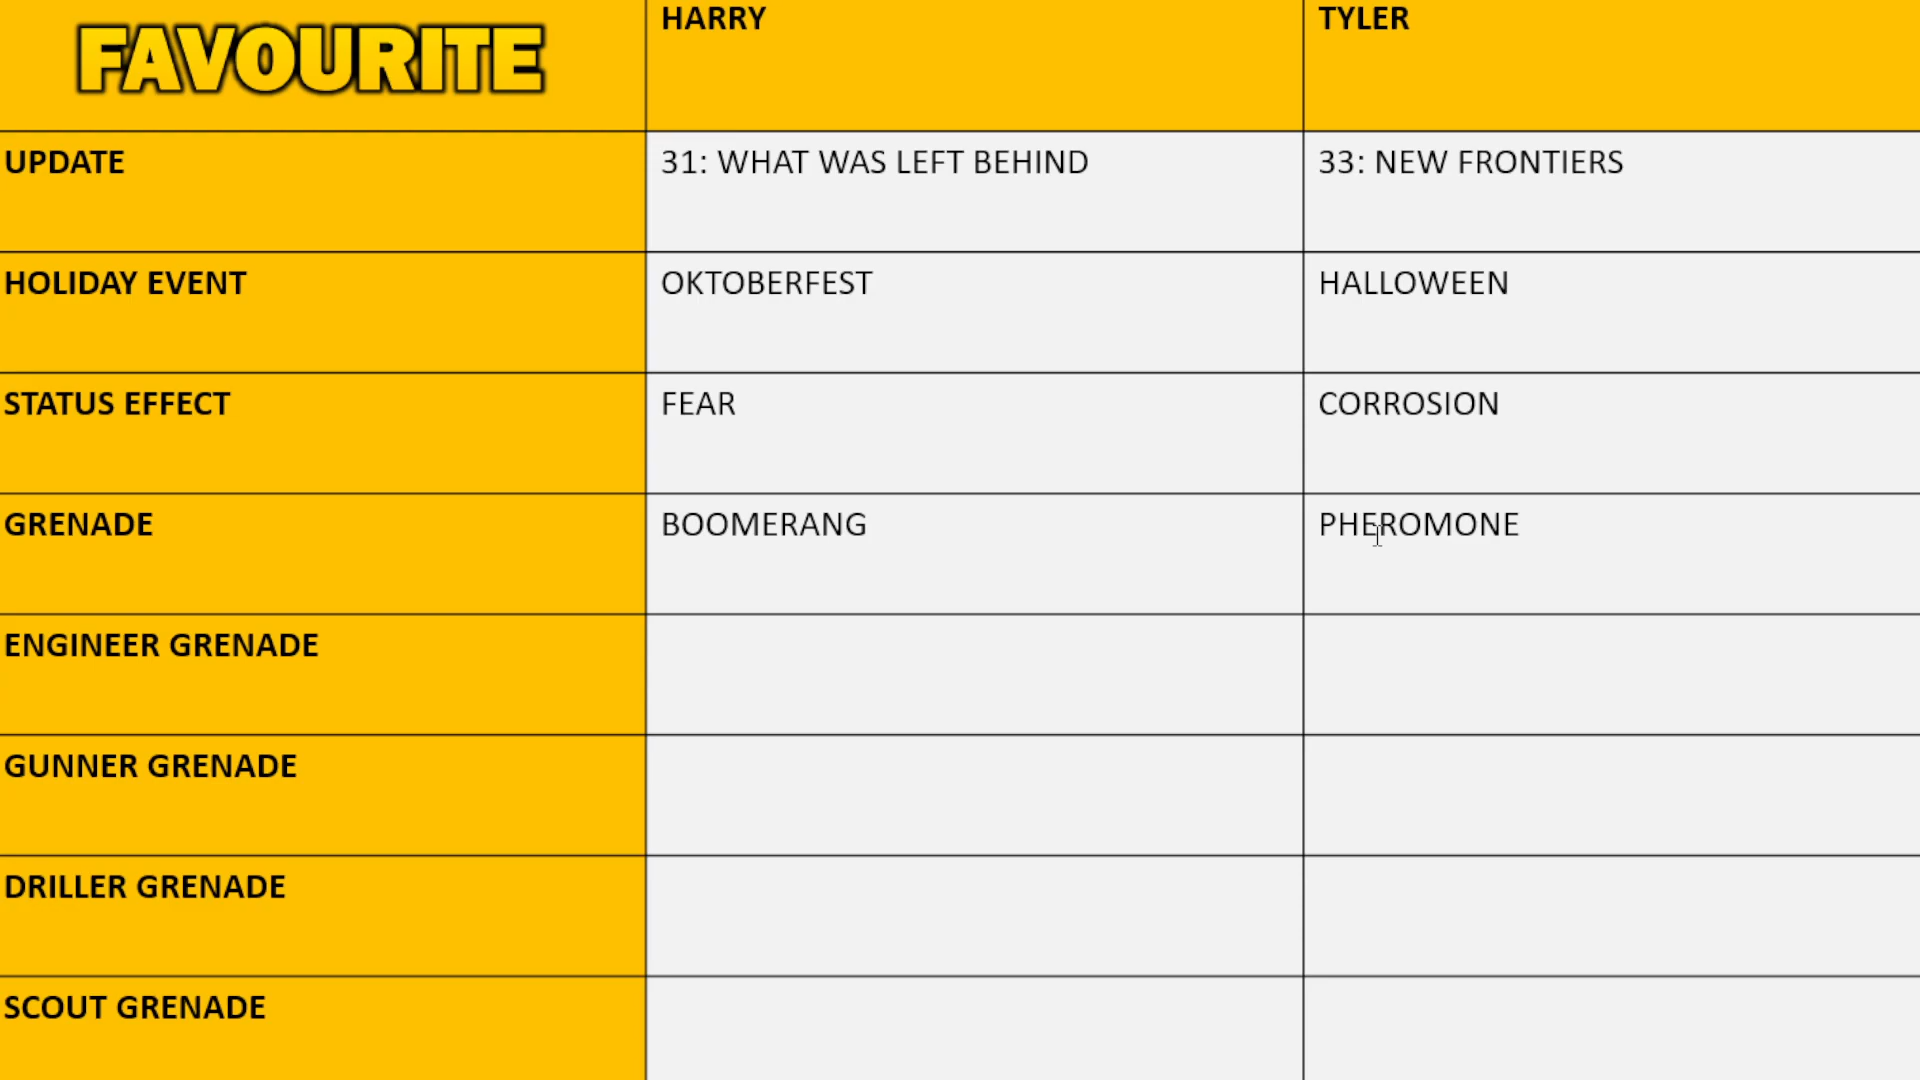 FAVOURITE
HARRY
TYLER
UPDATE
31: WHAT WAS LEFT BEHIND
33: NEW FRONTIERS
HOLIDAY EVENT
OKTOBERFEST
HALLOWEEN
STATUS EFFECT
FEAR
CORROSION
GRENADE
BOOMERANG
PHEROMONE
ENGINEER GRENADE
GUNNER GRENADE
DRILLER GRENADE
SCOUT GRENADE